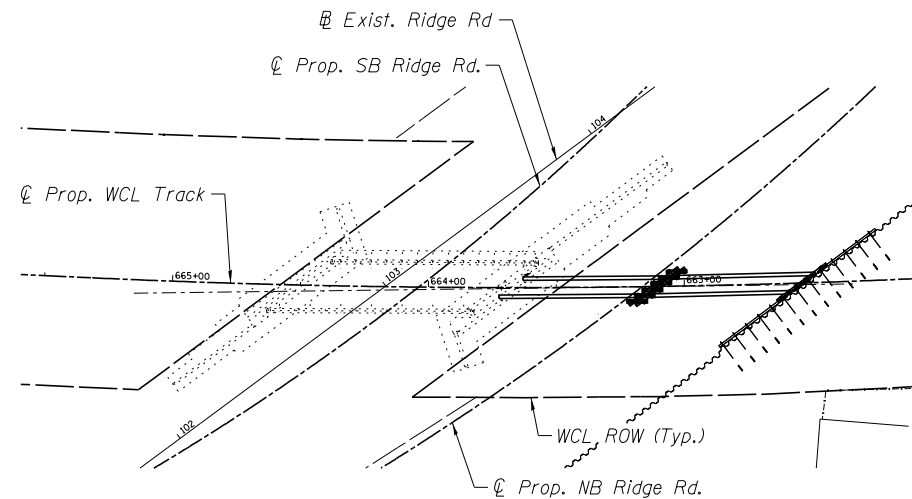 ⅊ Exist. Ridge Rd
℄ Prop. SB Ridge Rd.
104
℄ Prop. WCL Track
665+00
103
664+00
663+00
102
WCL ROW (Typ.)
℄ Prop. NB Ridge Rd.